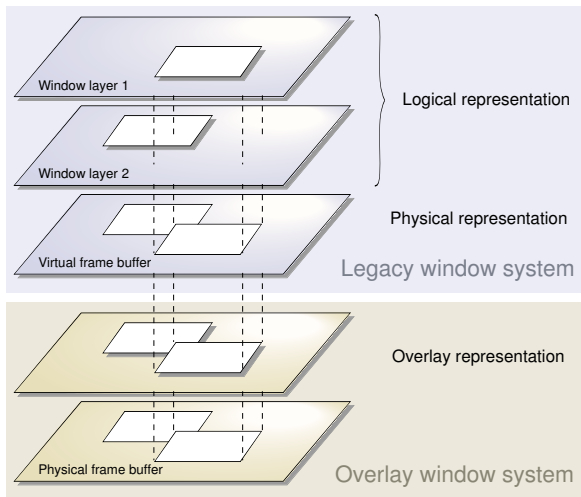 Window layer 1
Logical representation
Window layer 2
Physical representation
Virtual frame buffer
Legacy window system
Overlay representation
Physical frame buffer
Overlay window system